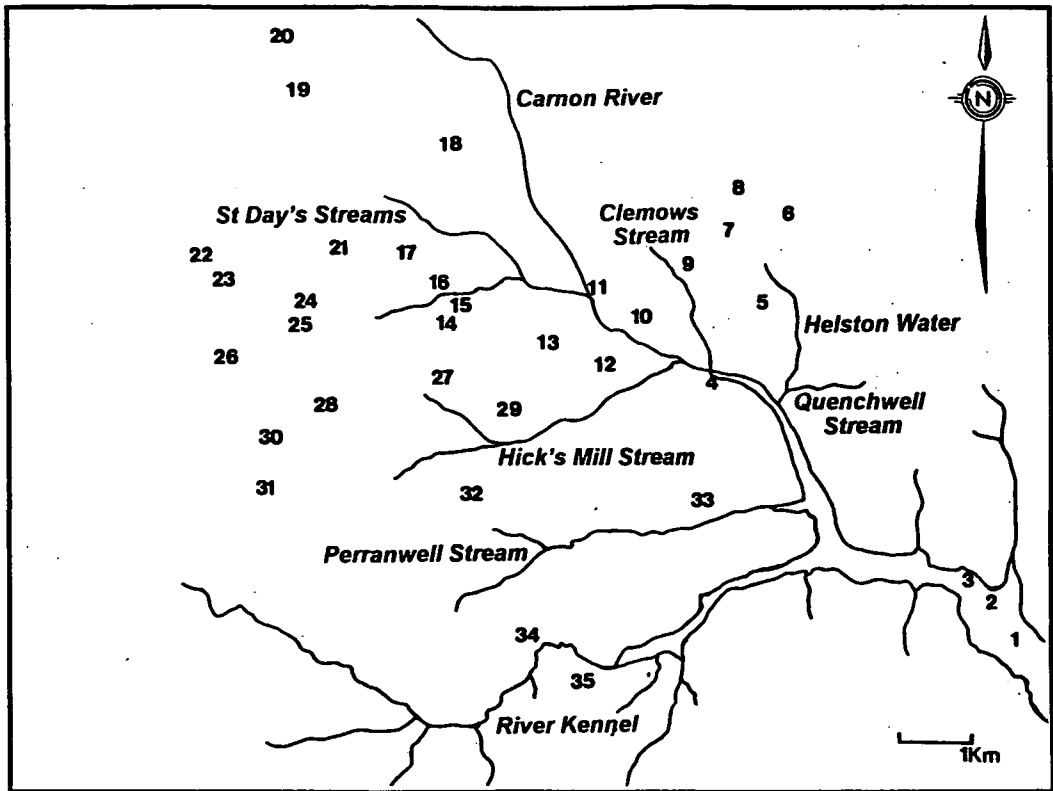 20
19
Carnon River
18
8
6
St Day's Streams
Clemows
Stream
7
22
21
17
9
23
16
11
5
24
15
10
25
14
Helston Water
26
13
12
27
4
28
29
Quenchwell
Stream
30
Hick's Mill Stream
31
32
33
Perranwell Stream
3
2
34
1
35
River Kennel
N
1Km